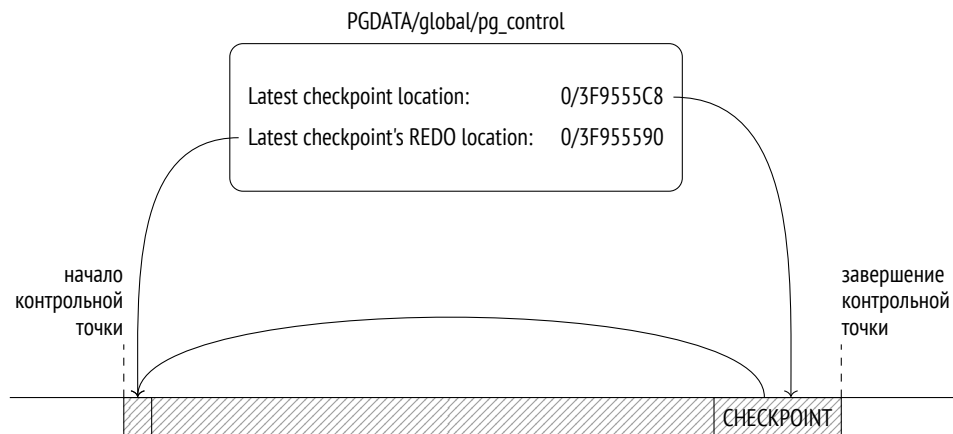 PGDATA/global/pg_control
Latest checkpoint location: 0/3F9555C8
Latest checkpoint's REDO location: 0/3F955590
начало
контрольной
точки
завершение
контрольной
точки
CHECKPOINT